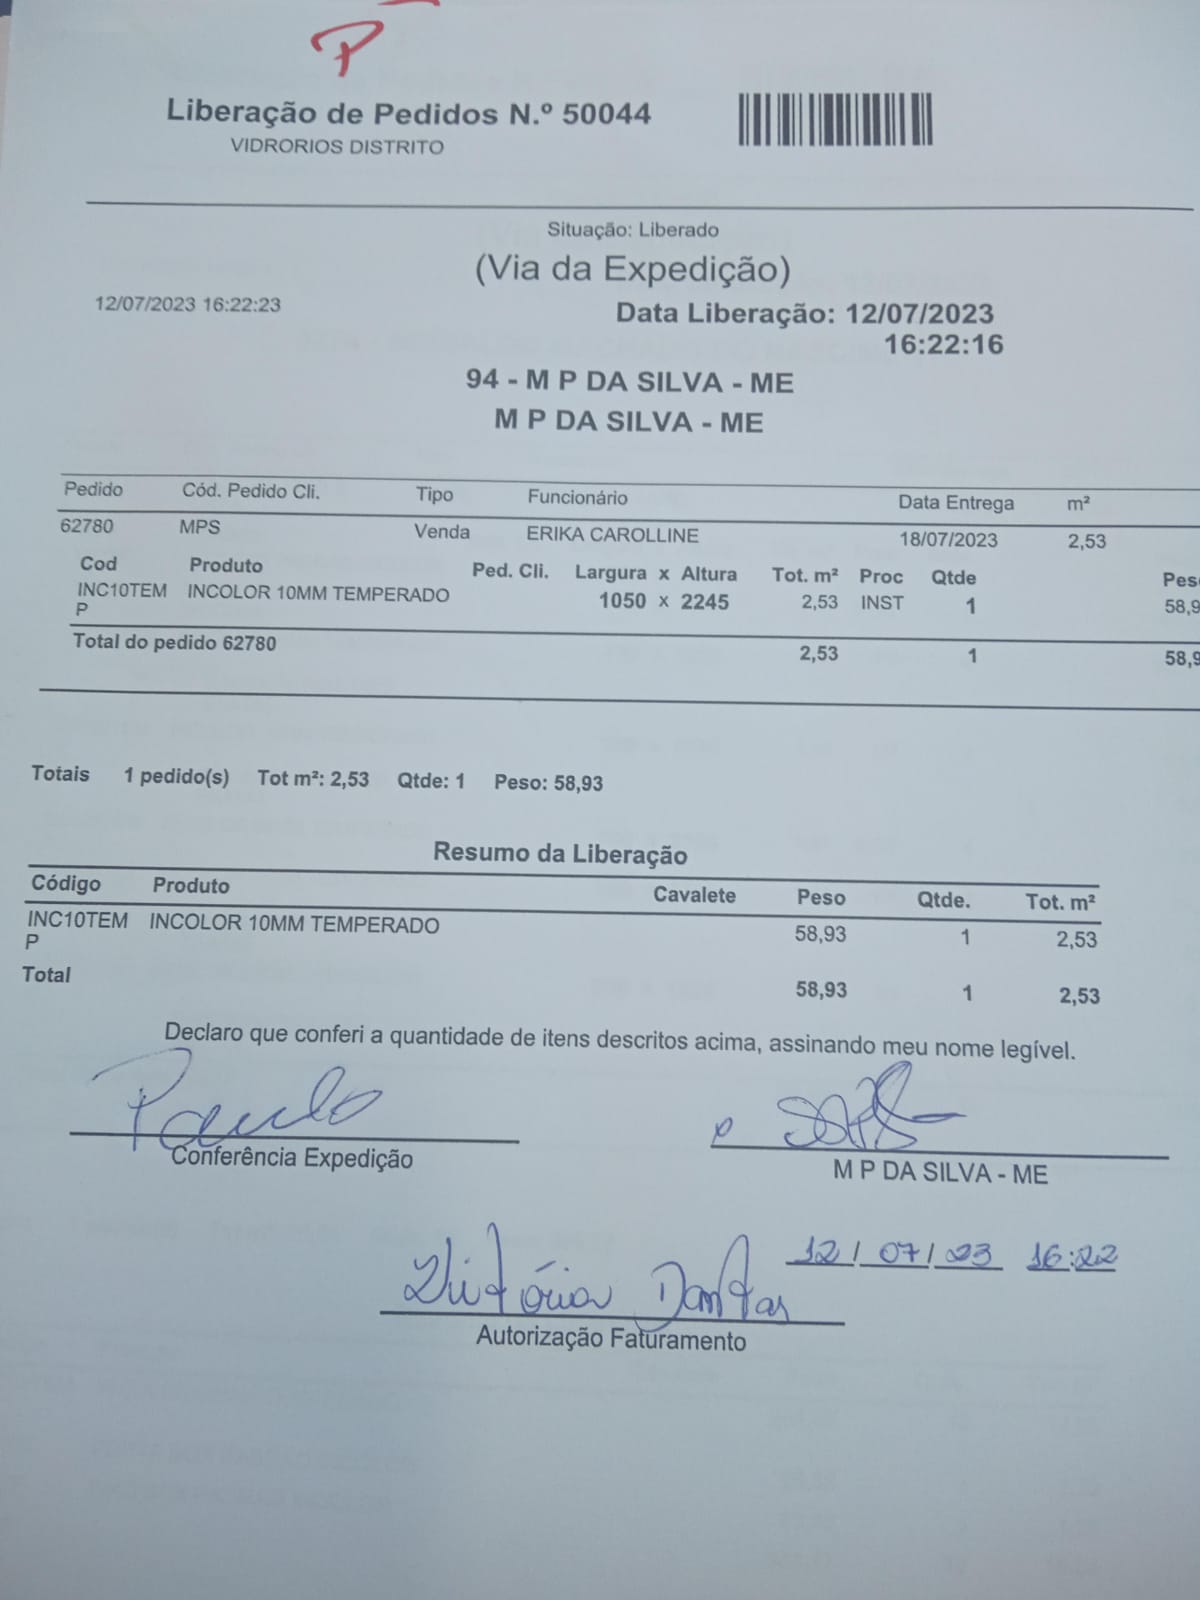 P
Liberação de Pedidos N.º 50044
VIDRORIOS DISTRITO
Situação: Liberado
(Via da Expedição)
12/07/2023 16:22:23
Data Liberação: 12/07/2023
16:22:16
94 - M P DA SILVA - ME
M P DA SILVA - ME
Pedido Cód. Pedido Cli. Tipo Funcionário Data Entrega m²
62780 MPS Venda ERIKA CAROLLINE 18/07/2023 2,53
Cod Produto Ped. Cli. Largura x Altura Tot. m² Proc Qtde Pes
INC10TEM INCOLOR 10MM TEMPERADO 1050 x 2245 2,53 INST 1 58,9
P
Total do pedido 62780 2,53 1 58,9
Totais 1 pedido(s) Tot m²: 2,53 Qtde: 1 Peso: 58,93
Resumo da Liberação
Código Produto Cavalete Peso Qtde. Tot. m²
INC10TEM INCOLOR 10MM TEMPERADO 58,93 1 2,53
P
Total 58,93 1 2,53
Declaro que conferi a quantidade de itens descritos acima, assinando meu nome legível.
Paulo
Conferência Expedição
M P DA SILVA - ME
12/07/23 16:22
Vitória Dantas
Autorização Faturamento